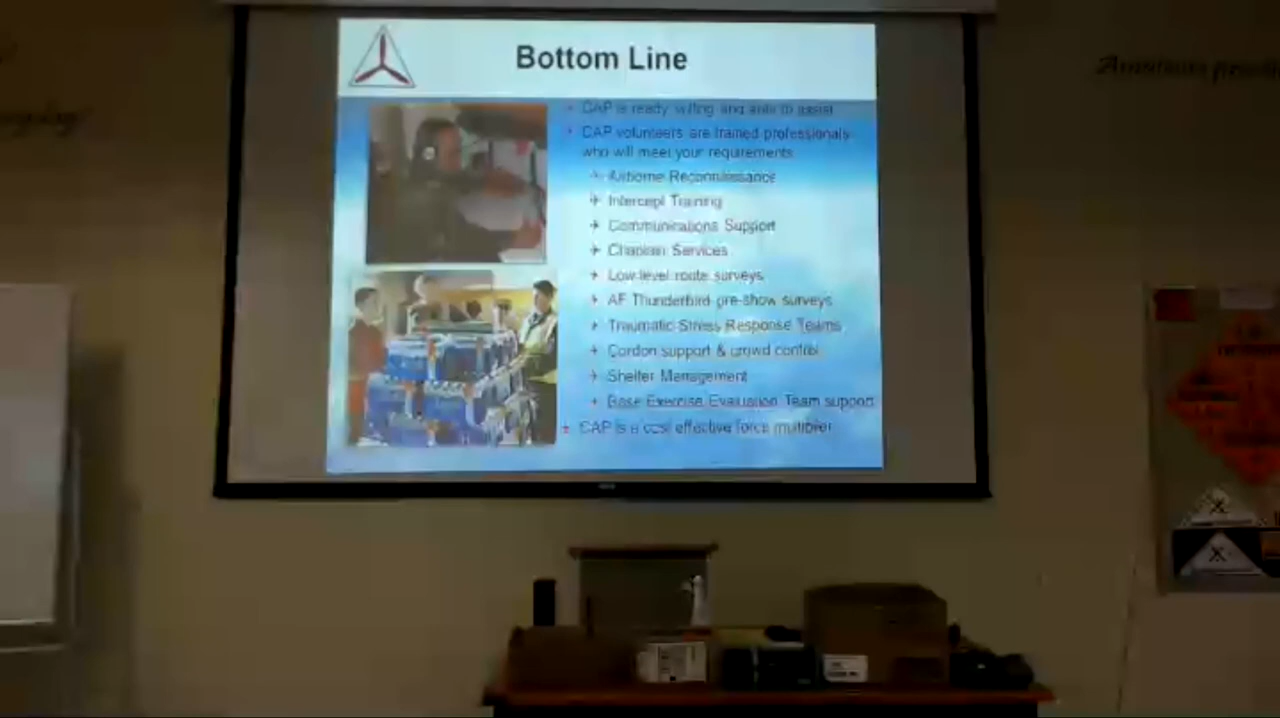 Bottom Line
CAP is ready willing and able to assist
CAP volunteers are trained professionals
who will meet your requirements
Airborne Reconnaissance
Intercept Training
Communications Support
Chaplain Services
Low-level route surveys
AF Thunderbird pre-show surveys
Traumatic Stress Response Teams
Cordon support & crowd control
Shelter Management
Base Exercise Evaluation Team support
CAP is a cost effective force multiplier